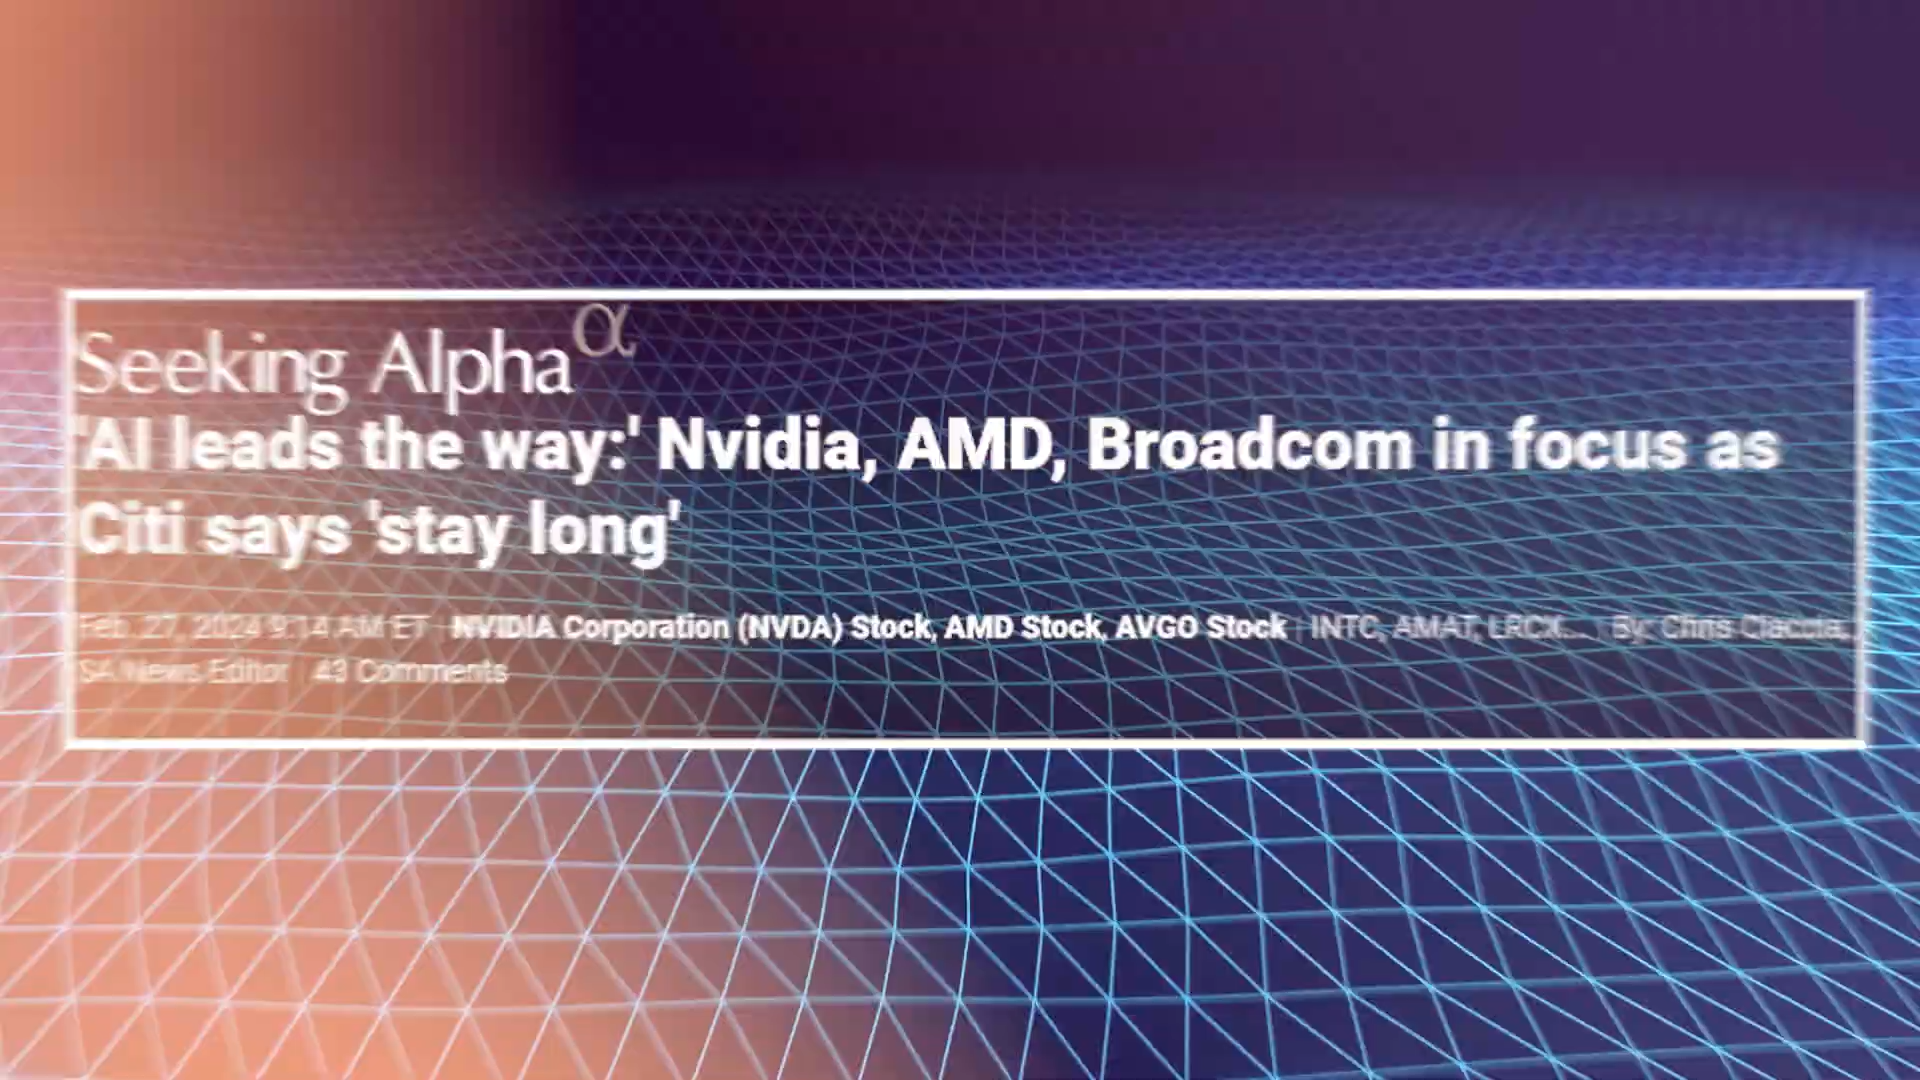 Seeking Alpha α
'AI leads the way:' Nvidia, AMD, Broadcom in focus as
Citi says 'stay long'
Feb. 27, 2024 9:14 AM ET | NVIDIA Corporation (NVDA) Stock, AMD Stock, AVGO Stock | INTC, AMAT, LRCX... | By: Chris Ciaccia,
SA News Editor | 43 Comments